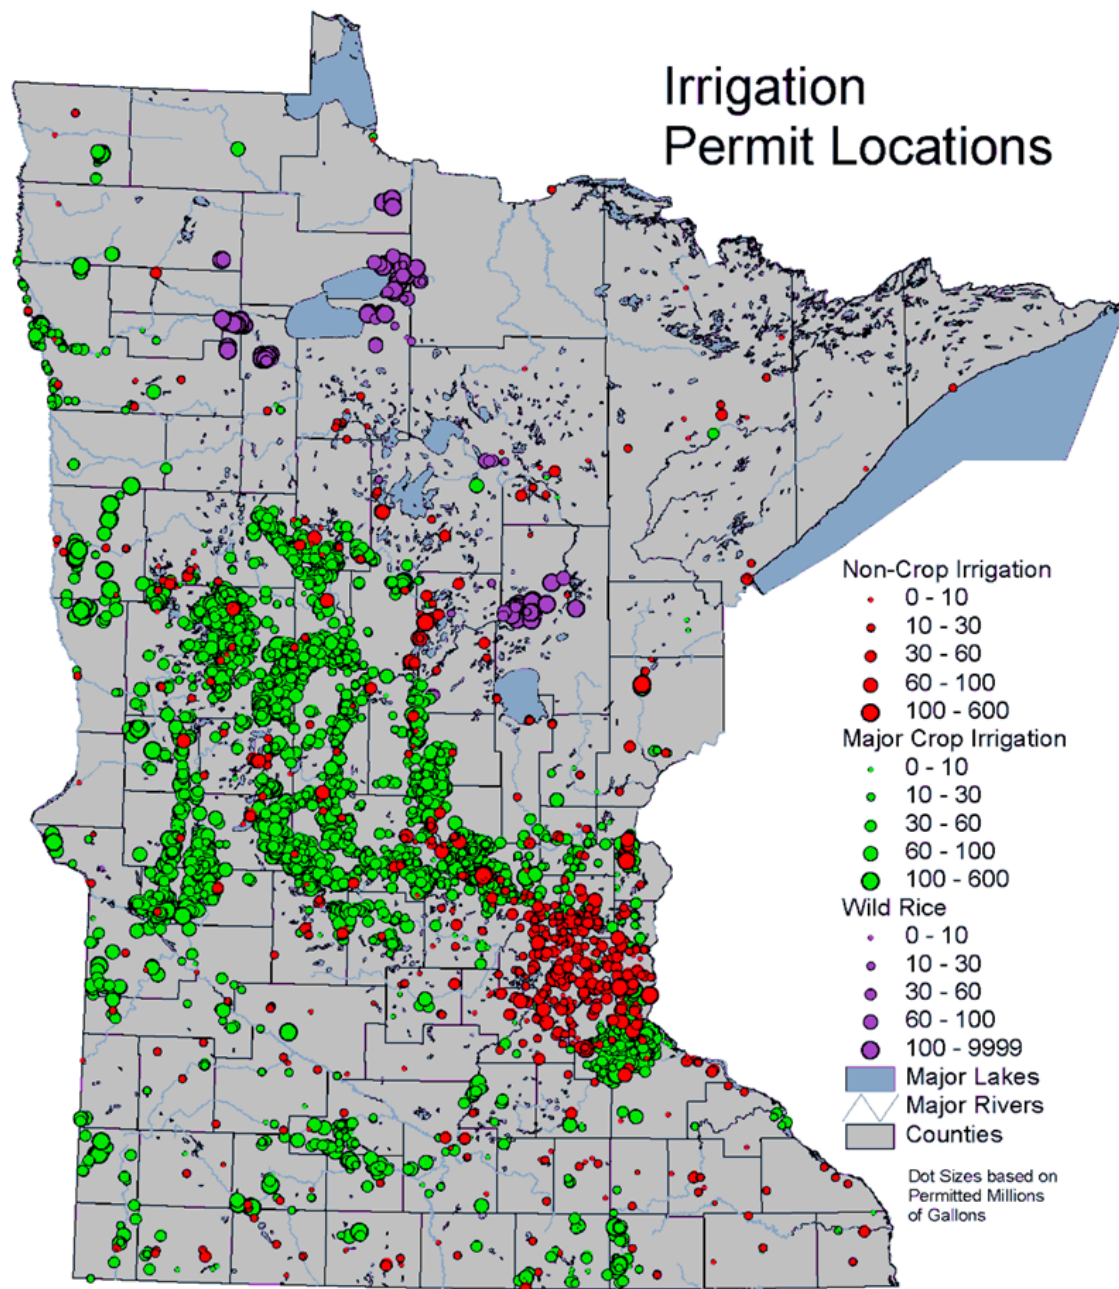 Irrigation
Permit Locations
Non-Crop Irrigation
0 - 10
10 - 30
30 - 60
60 - 100
100 - 600
Major Crop Irrigation
0 - 10
10 - 30
30 - 60
60 - 100
100 - 600
Wild Rice
0 - 10
10 - 30
30 - 60
60 - 100
100 - 9999
Major Lakes
Major Rivers
Counties
Dot Sizes based on
Permitted Millions
of Gallons